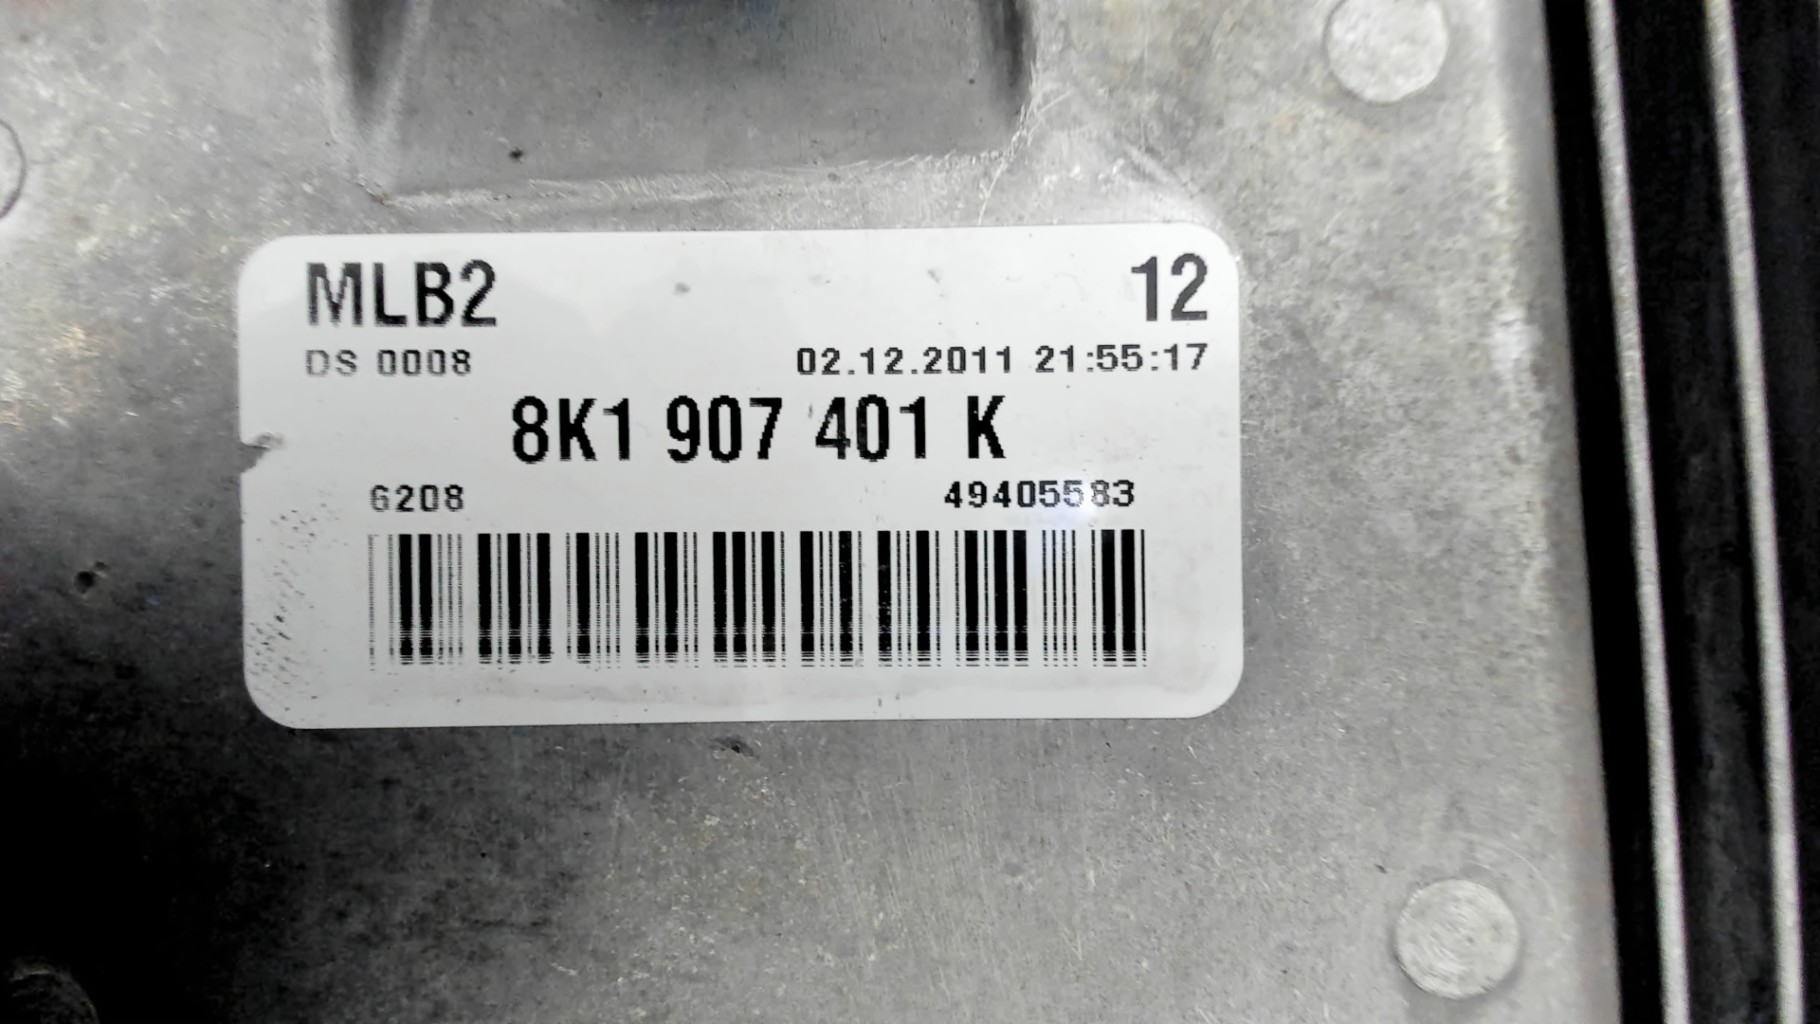 MLB2 12
DS 0008 02.12.2011 21:55:17
8K1 907 401 K
6208 49405583